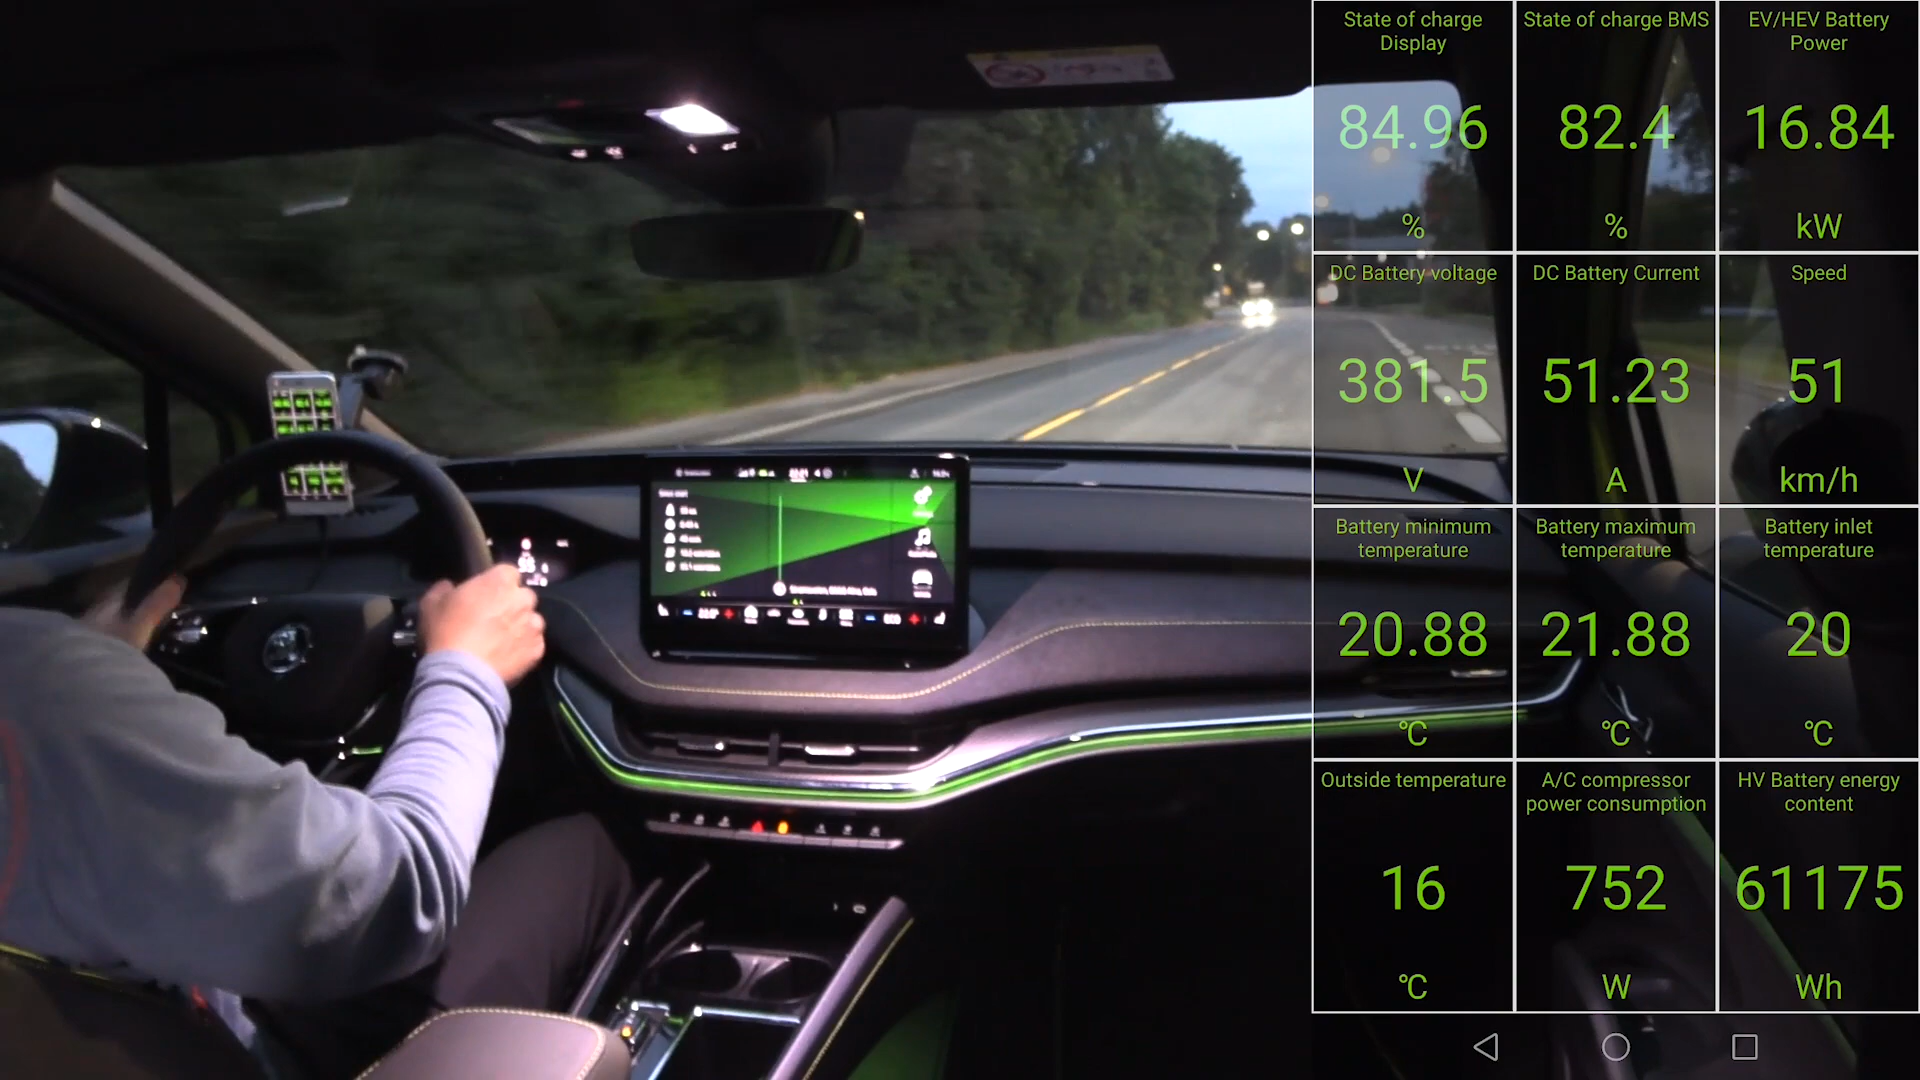 State of charge
Display
84.96
%
State of charge BMS
82.4
%
EV/HEV Battery
Power
16.84
kW
DC Battery voltage
381.5
V
DC Battery Current
51.23
A
Speed
51
km/h
Battery minimum
temperature
20.88
℃
Battery maximum
temperature
21.88
℃
Battery inlet
temperature
20
℃
Outside temperature
16
℃
A/C compressor
power consumption
752
W
HV Battery energy
content
61175
Wh